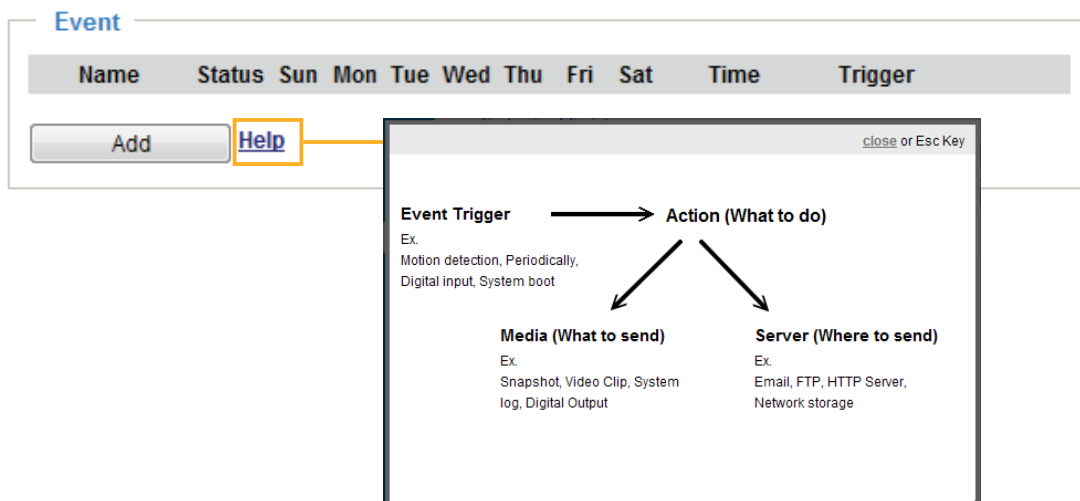 Event
Name Status Sun Mon Tue Wed Thu Fri Sat Time Trigger
Add Help
close or Esc Key
Event Trigger
Ex.
Motion detection, Periodically,
Digital input, System boot
Action (What to do)
Media (What to send)
Ex.
Snapshot, Video Clip, System
log, Digital Output
Server (Where to send)
Ex.
Email, FTP, HTTP Server,
Network storage